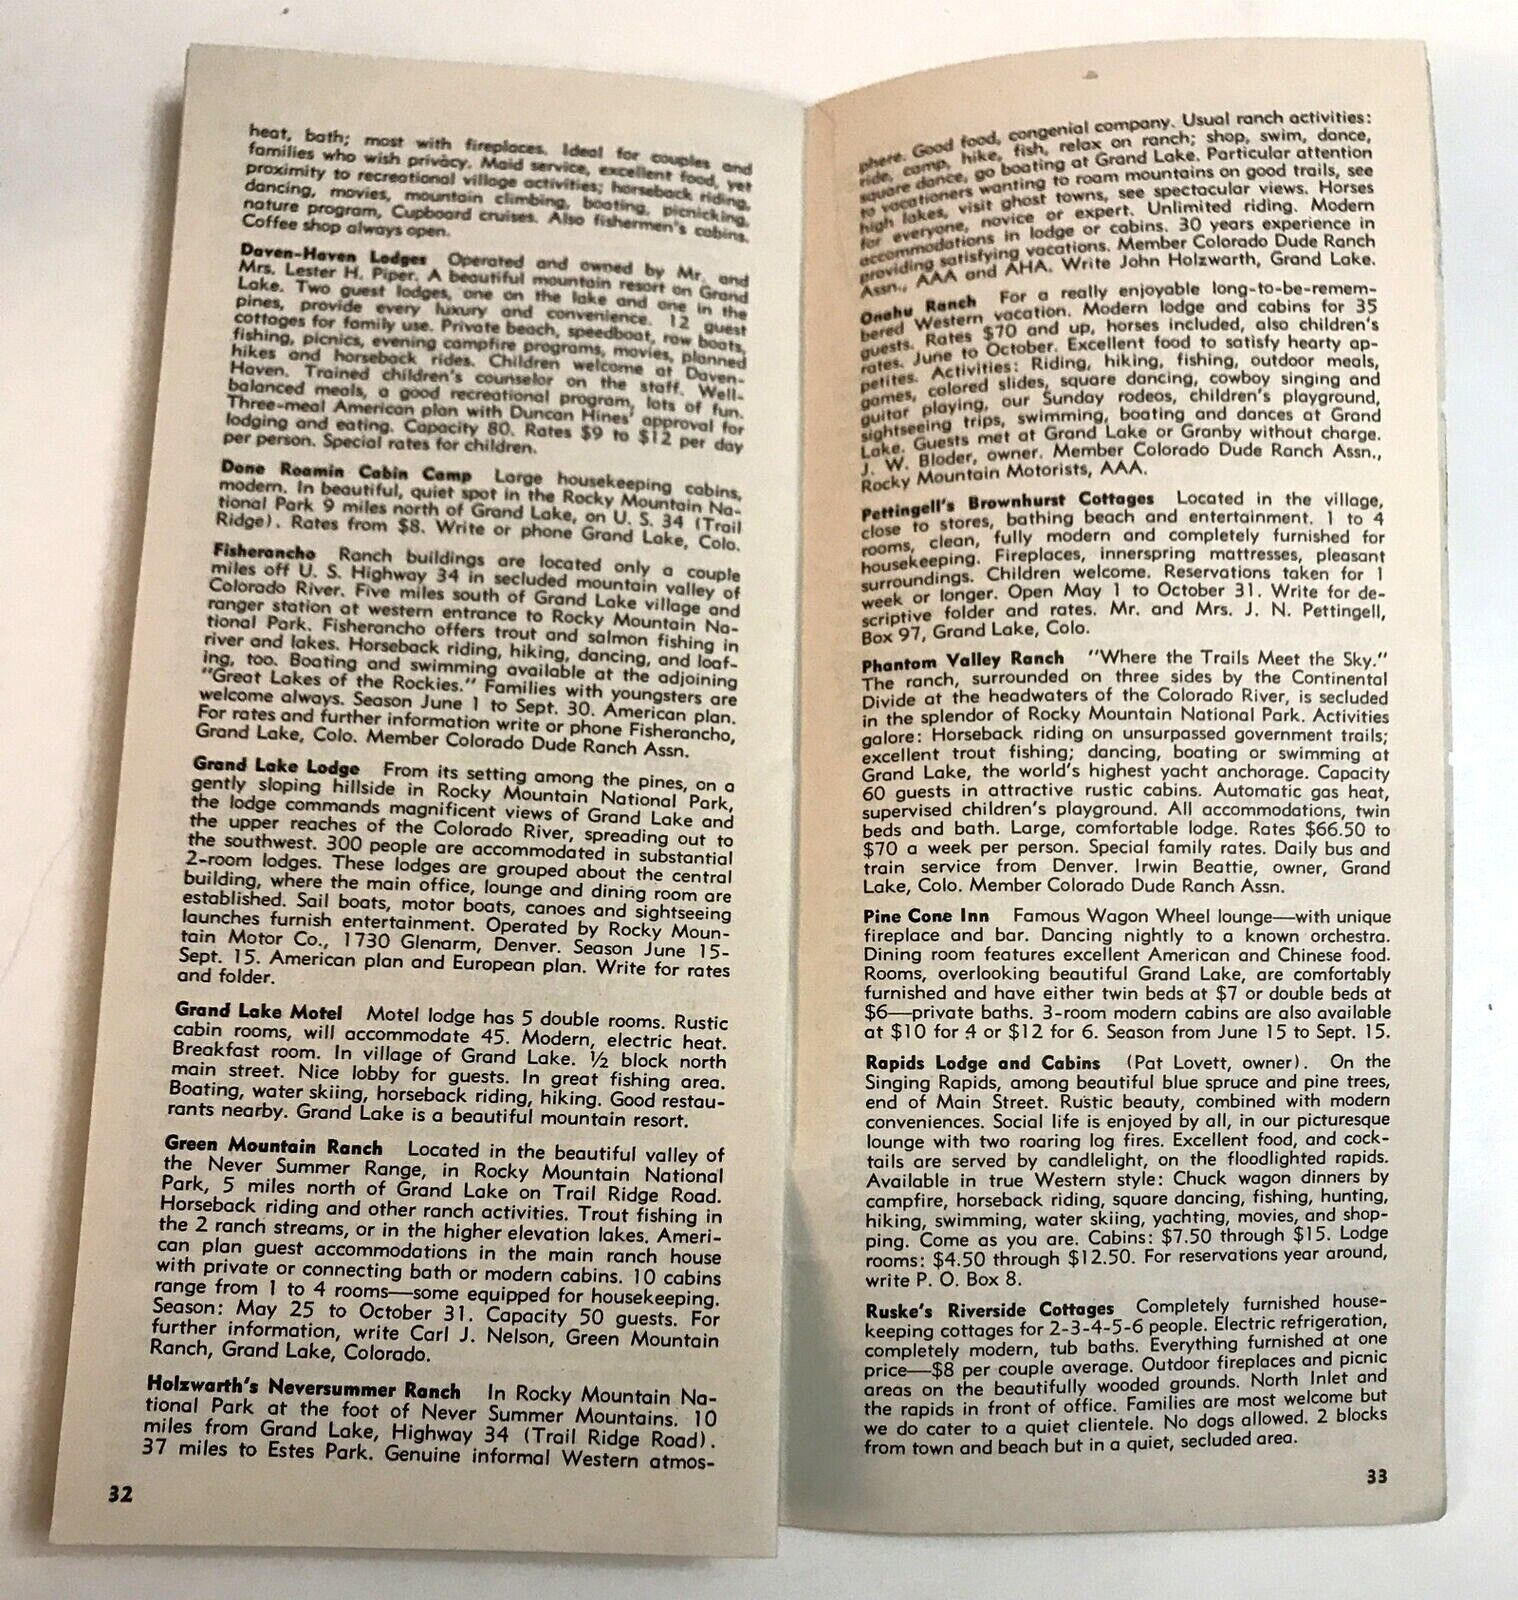 heat, bath; most with fireplaces. Ideal for couples and
families who wish privacy. Maid service, excellent food, yet
proximity to recreational village activities; horseback riding,
dancing, movies, mountain climbing, boating, picnicking,
nature program, Cupboard cruises. Also fishermen's cabins.
Coffee shop always open.
Daven-Haven Lodges Operated and owned by Mr. and
Mrs. Lester H. Piper. A beautiful mountain resort on Grand
Lake. Two guest lodges, one on the lake and one in the
pines, provide every luxury and convenience. 12 guest
cottages for family use. Private beach, speedboat, row boats,
fishing, picnics, evening campfire programs, movies, planned
hikes and horseback rides. Children welcome at Daven-
Haven. Trained children's counselor on the staff. Well-
balanced meals, a good recreational program, lots of fun.
Three-meal American plan with Duncan Hines' approval for
lodging and eating. Capacity 80. Rates $9 to $12 per day
per person. Special rates for children.
Done Roamin Cabin Camp Large housekeeping cabins,
modern. In beautiful, quiet spot in the Rocky Mountain Na-
tional Park 9 miles north of Grand Lake, on U. S. 34 (Trail
Ridge). Rates from $8. Write or phone Grand Lake, Colo.
Fisherancho Ranch buildings are located only a couple
miles off U. S. Highway 34 in secluded mountain valley of
Colorado River. Five miles south of Grand Lake village and
ranger station at western entrance to Rocky Mountain Na-
tional Park. Fisherancho offers trout and salmon fishing in
river and lakes. Horseback riding, hiking, dancing, and loaf-
ing, too. Boating and swimming available at the adjoining
"Great Lakes of the Rockies." Families with youngsters are
welcome always. Season June 1 to Sept. 30. American plan.
For rates and further information write or phone Fisherancho,
Grand Lake, Colo. Member Colorado Dude Ranch Assn.
Grand Lake Lodge From its setting among the pines, on a
gently sloping hillside in Rocky Mountain National Park,
the lodge commands magnificent views of Grand Lake and
the upper reaches of the Colorado River, spreading out to
the southwest. 300 people are accommodated in substantial
2-room lodges. These lodges are grouped about the central
building, where the main office, lounge and dining room are
established. Sail boats, motor boats, canoes and sightseeing
launches furnish entertainment. Operated by Rocky Moun-
tain Motor Co., 1730 Glenarm, Denver. Season June 15-
Sept. 15. American plan and European plan. Write for rates
and folder.
Grand Lake Motel Motel lodge has 5 double rooms. Rustic
cabin rooms, will accommodate 45. Modern, electric heat.
Breakfast room. In village of Grand Lake. ½ block north
main street. Nice lobby for guests. In great fishing area.
Boating, water skiing, horseback riding, hiking. Good restau-
rants nearby. Grand Lake is a beautiful mountain resort.
Green Mountain Ranch Located in the beautiful valley of
the Never Summer Range, in Rocky Mountain National
Park, 5 miles north of Grand Lake on Trail Ridge Road.
Horseback riding and other ranch activities. Trout fishing in
the 2 ranch streams, or in the higher elevation lakes. Ameri-
can plan guest accommodations in the main ranch house
with private or connecting bath or modern cabins. 10 cabins
range from 1 to 4 rooms—some equipped for housekeeping.
Season: May 25 to October 31. Capacity 50 guests. For
further information, write Carl J. Nelson, Green Mountain
Ranch, Grand Lake, Colorado.
Holzwarth's Neversummer Ranch In Rocky Mountain Na-
tional Park at the foot of Never Summer Mountains. 10
miles from Grand Lake, Highway 34 (Trail Ridge Road).
37 miles to Estes Park. Genuine informal Western atmos-
32
phere. Good food, congenial company. Usual ranch activities:
ride, camp, hike, fish, relax on ranch; shop, swim, dance,
square dance, go boating at Grand Lake. Particular attention
to vacationers wanting to roam mountains on good trails, see
high lakes, visit ghost towns, see spectacular views. Horses
for everyone, novice or expert. Unlimited riding. Modern
accommodations in lodge or cabins. 30 years experience in
providing satisfying vacations. Member Colorado Dude Ranch
Assn., AAA and AHA. Write John Holzwarth, Grand Lake.
Onahu Ranch For a really enjoyable long-to-be-remem-
bered Western vacation. Modern lodge and cabins for 35
guests. Rates $70 and up, horses included, also children's
rates. June to October. Excellent food to satisfy hearty ap-
petites. Activities: Riding, hiking, fishing, outdoor meals,
games, colored slides, square dancing, cowboy singing and
guitar playing, our Sunday rodeos, children's playground,
sightseeing trips, swimming, boating and dances at Grand
Lake. Guests met at Grand Lake or Granby without charge.
J. W. Bloder, owner. Member Colorado Dude Ranch Assn.,
Rocky Mountain Motorists, AAA.
Pettingell's Brownhurst Cottages Located in the village,
close to stores, bathing beach and entertainment. 1 to 4
rooms, clean, fully modern and completely furnished for
housekeeping. Fireplaces, innerspring mattresses, pleasant
surroundings. Children welcome. Reservations taken for 1
week or longer. Open May 1 to October 31. Write for de-
scriptive folder and rates. Mr. and Mrs. J. N. Pettingell,
Box 97, Grand Lake, Colo.
Phantom Valley Ranch "Where the Trails Meet the Sky."
The ranch, surrounded on three sides by the Continental
Divide at the headwaters of the Colorado River, is secluded
in the splendor of Rocky Mountain National Park. Activities
galore: Horseback riding on unsurpassed government trails;
excellent trout fishing; dancing, boating or swimming at
Grand Lake, the world's highest yacht anchorage. Capacity
60 guests in attractive rustic cabins. Automatic gas heat,
supervised children's playground. All accommodations, twin
beds and bath. Large, comfortable lodge. Rates $66.50 to
$70 a week per person. Special family rates. Daily bus and
train service from Denver. Irwin Beattie, owner, Grand
Lake, Colo. Member Colorado Dude Ranch Assn.
Pine Cone Inn Famous Wagon Wheel lounge—with unique
fireplace and bar. Dancing nightly to a known orchestra.
Dining room features excellent American and Chinese food.
Rooms, overlooking beautiful Grand Lake, are comfortably
furnished and have either twin beds at $7 or double beds at
$6—private baths. 3-room modern cabins are also available
at $10 for 4 or $12 for 6. Season from June 15 to Sept. 15.
Rapids Lodge and Cabins (Pat Lovett, owner). On the
Singing Rapids, among beautiful blue spruce and pine trees,
end of Main Street. Rustic beauty, combined with modern
conveniences. Social life is enjoyed by all, in our picturesque
lounge with two roaring log fires. Excellent food, and cock-
tails are served by candlelight, on the floodlighted rapids.
Available in true Western style: Chuck wagon dinners by
campfire, horseback riding, square dancing, fishing, hunting,
hiking, swimming, water skiing, yachting, movies, and shop-
ping. Come as you are. Cabins: $7.50 through $15. Lodge
rooms: $4.50 through $12.50. For reservations year around,
write P. O. Box 8.
Ruske's Riverside Cottages Completely furnished house-
keeping cottages for 2-3-4-5-6 people. Electric refrigeration,
completely modern, tub baths. Everything furnished at one
price—$8 per couple average. Outdoor fireplaces and picnic
areas on the beautifully wooded grounds. North Inlet and
the rapids in front of office. Families are most welcome but
we do cater to a quiet clientele. No dogs allowed. 2 blocks
from town and beach but in a quiet, secluded area.
33